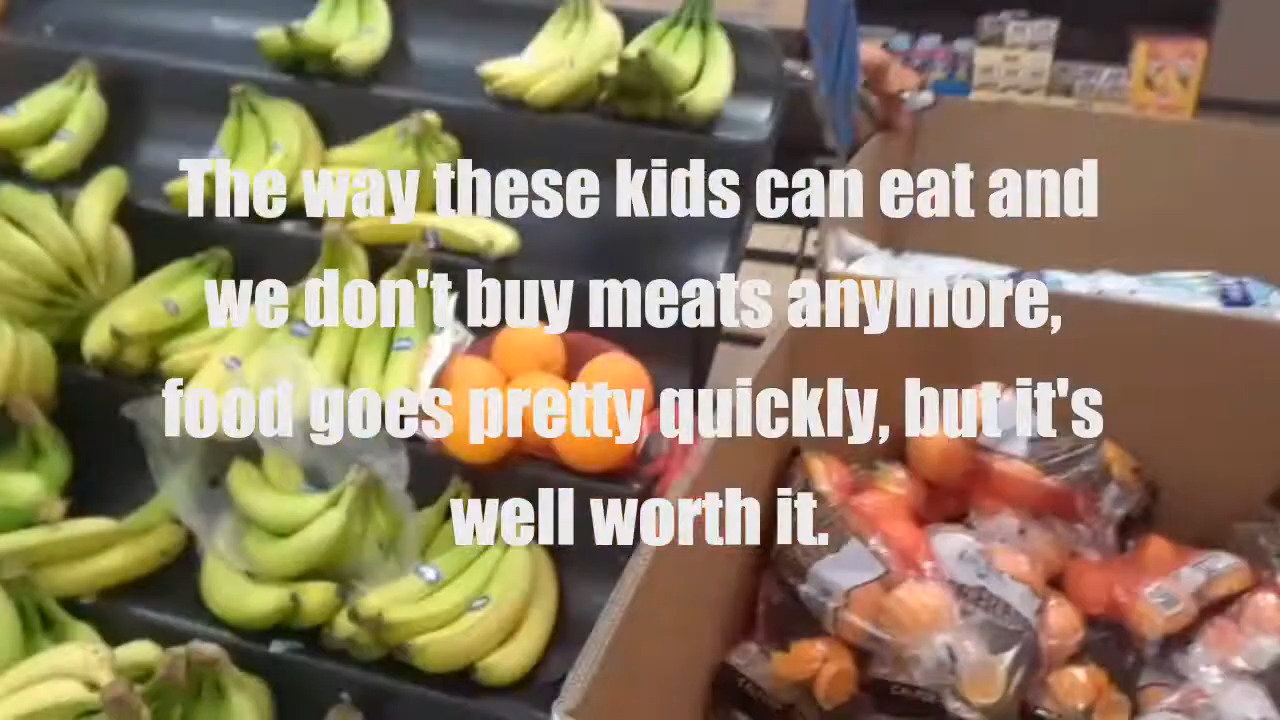 The way these kids can eat and
we don't buy meats anymore,
food goes pretty quickly, but it's
well worth it.